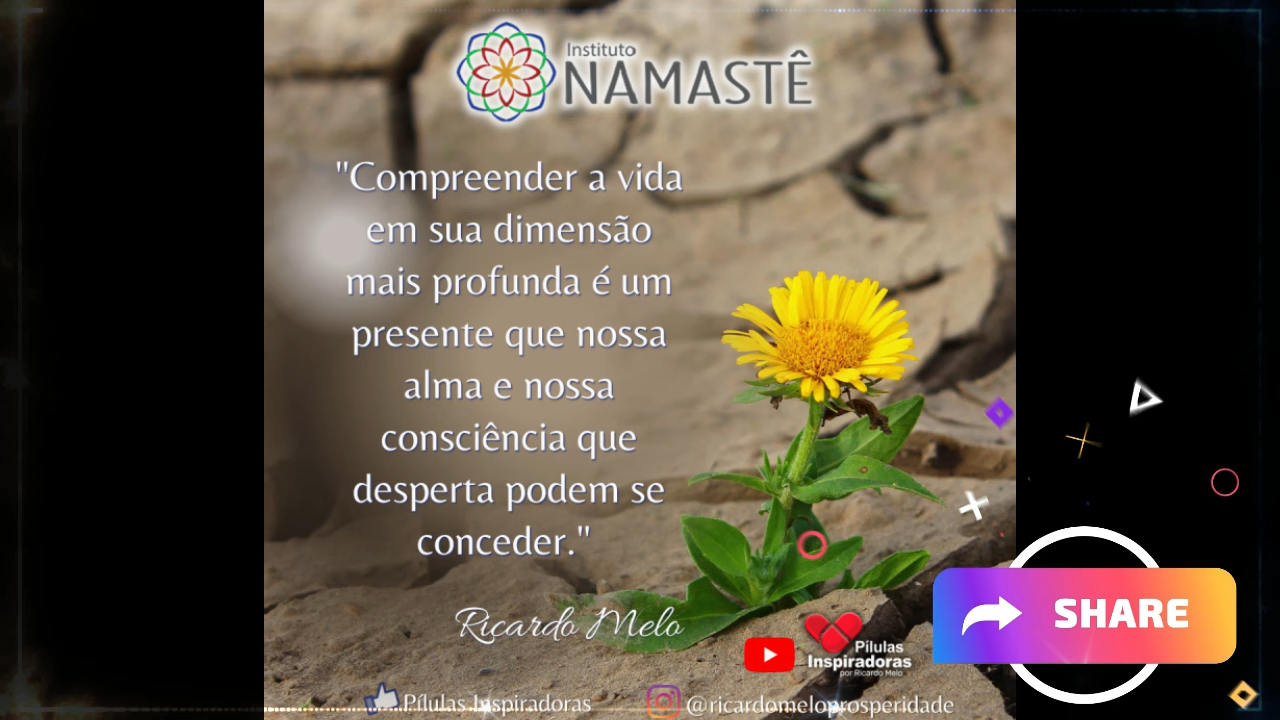 Instituto
NAMASTÊ
"Compreender a vida
em sua dimensão
mais profunda é um
presente que nossa
alma e nossa
consciência que
desperta podem se
conceder."
Ricardo Melo
Pílulas
Inspiradoras
por Ricardo Melo
SHARE
Pílulas Inspiradoras
@ricardomeloprosperidade